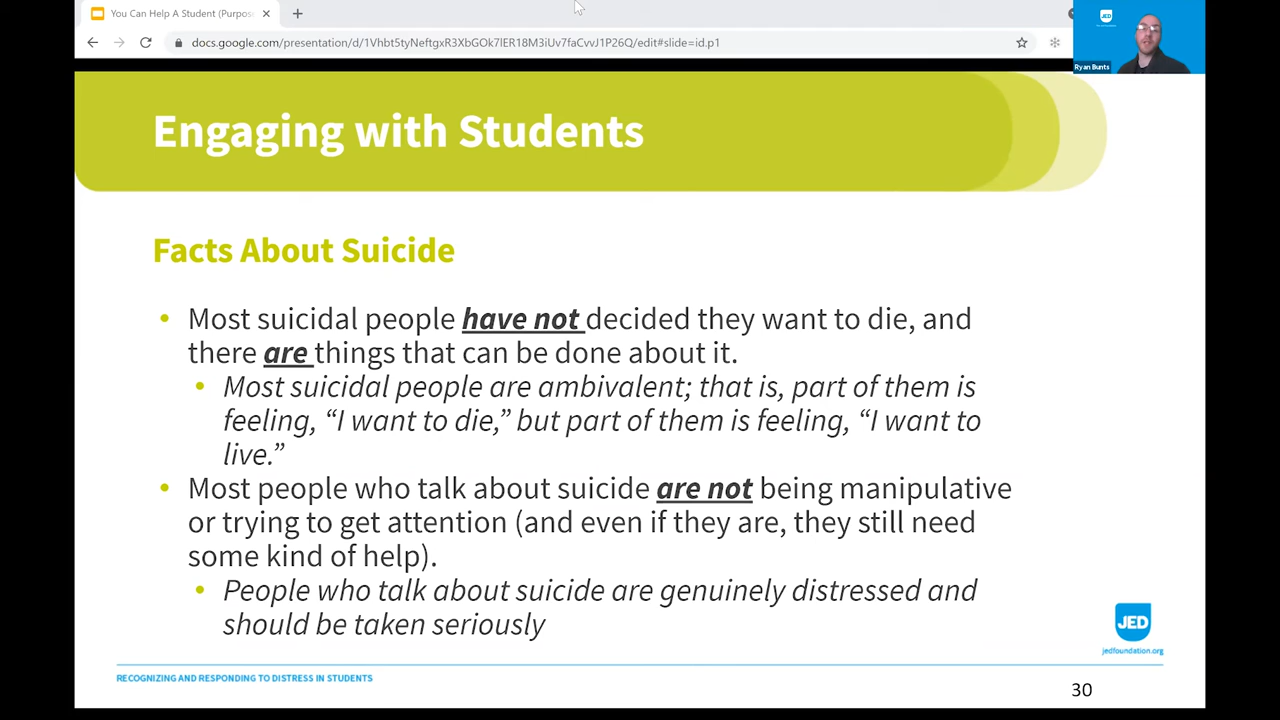 You Can Help A Student (Purpos
docs.google.com/presentation/d/1Vhbt5tyNeftgxR3XbGOk7lER18M3iUv7faCvvJ1P26Q/edit#slide=id.p1
JED
Ryan Bunts
Engaging with Students
Facts About Suicide
• Most suicidal people have not decided they want to die, and
there are things that can be done about it.
• Most suicidal people are ambivalent; that is, part of them is
feeling, “I want to die,” but part of them is feeling, “I want to
live.”
• Most people who talk about suicide are not being manipulative
or trying to get attention (and even if they are, they still need
some kind of help).
• People who talk about suicide are genuinely distressed and
should be taken seriously
JED
jedfoundation.org
RECOGNIZING AND RESPONDING TO DISTRESS IN STUDENTS
30